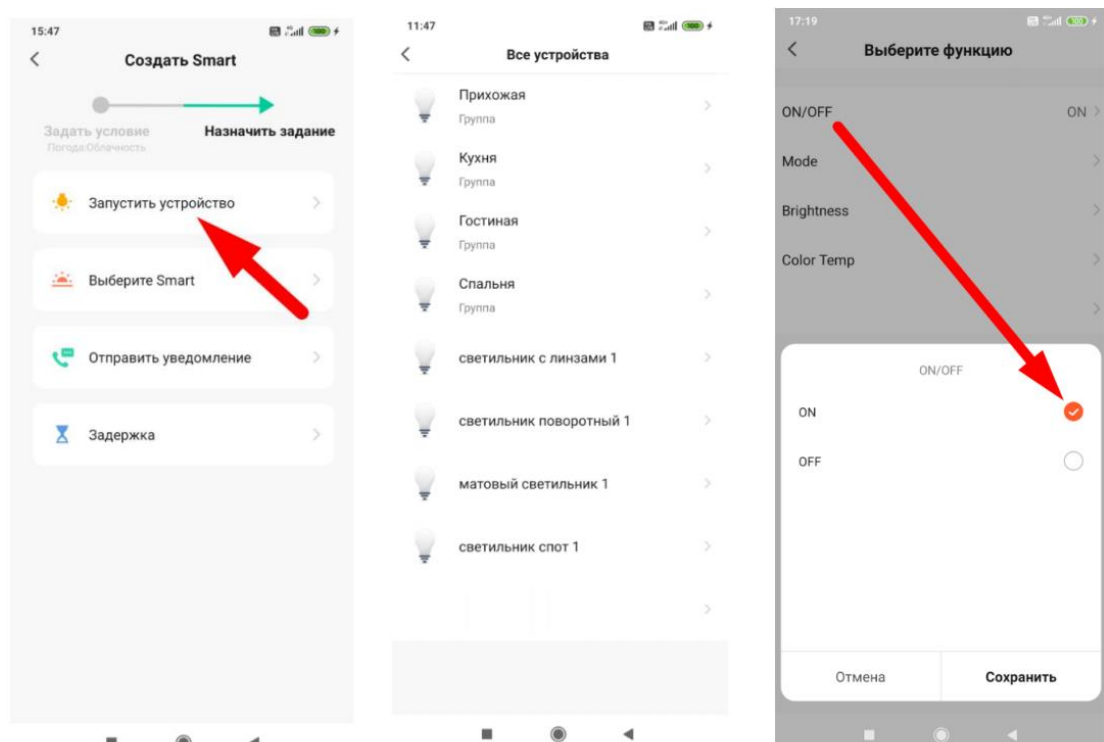 15:47
Создать Smart
Задать условие
Погода:Облачность
Назначить задание
Запустить устройство
Выберите Smart
Отправить уведомление
Задержка
11:47
100
Все устройства
Прихожая
Группа
Кухня
Группа
Гостиная
Группа
Спальня
Группа
светильник с линзами 1
светильник поворотный 1
матовый светильник 1
светильник спот 1
17:19
100
Выберите функцию
ON/OFF
ON
Mode
Brightness
Color Temp
ON/OFF
ON
OFF
Отмена
Сохранить